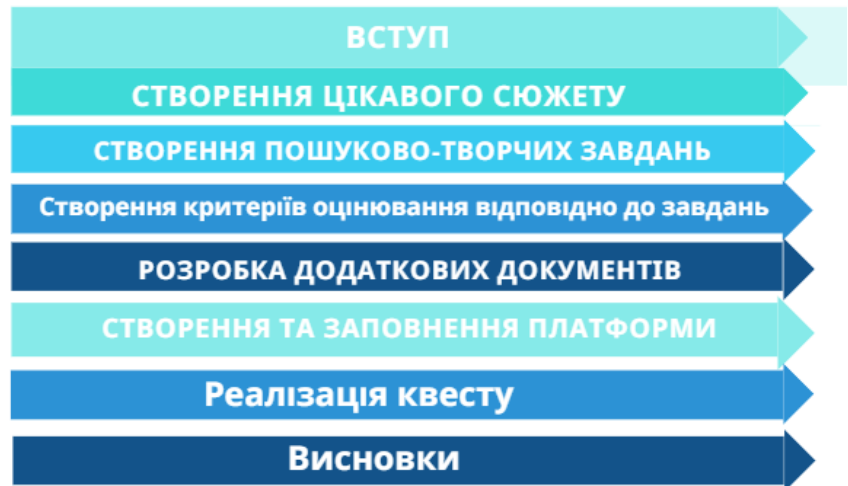 ВСТУП
СТВОРЕННЯ ЦІКАВОГО СЮЖЕТУ
СТВОРЕННЯ ПОШУКОВО-ТВОРЧИХ ЗАВДАНЬ
Створення критеріїв оцінювання відповідно до завдань
РОЗРОБКА ДОДАТКОВИХ ДОКУМЕНТІВ
СТВОРЕННЯ ТА ЗАПОВНЕННЯ ПЛАТФОРМИ
Реалізація квесту
Висновки